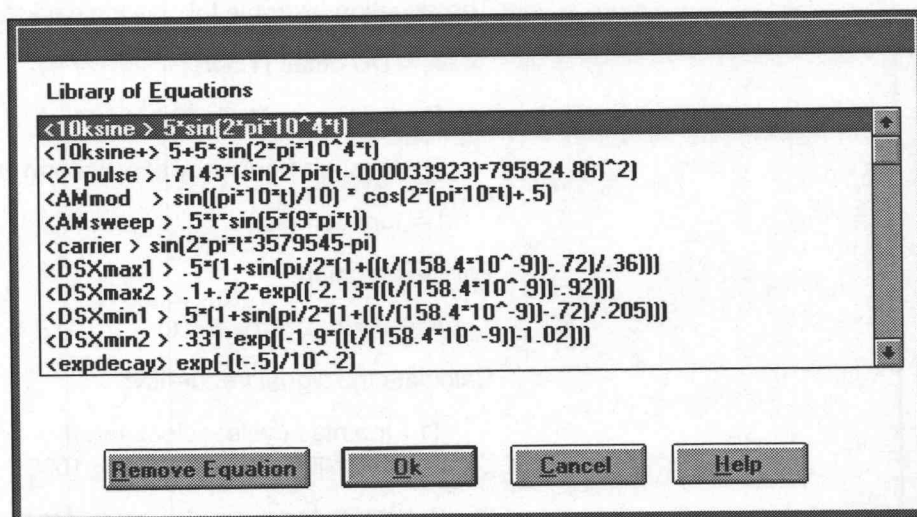 Library of Equations
<10ksine > 5*sin(2*pi*10^4*t)
<10ksine+> 5+5*sin(2*pi*10^4*t)
<2Tpulse > .7143*(sin(2*pi*(t-.000033923)*795924.86)^2)
<AMmod   > sin((pi*10*t)/10) * cos(2*(pi*10*t)+.5)
<AMsweep > .5*t*sin(5*(9*pi*t))
<carrier > sin(2*pi*t*3579545-pi)
<DSXmax1 > .5*(1+sin(pi/2*(1+((t/(158.4*10^-9))-.72)/.36)))
<DSXmax2 > .1+.72*exp((-2.13*((t/(158.4*10^-9))-.92)))
<DSXmin1 > .5*(1+sin(pi/2*(1+((t/(158.4*10^-9))-.72)/.205)))
<DSXmin2 > .331*exp((-1.9*((t/(158.4*10^-9))-1.02)))
<expdecay> exp(-(t-.5)/10^-2)
Remove Equation Ok Cancel Help